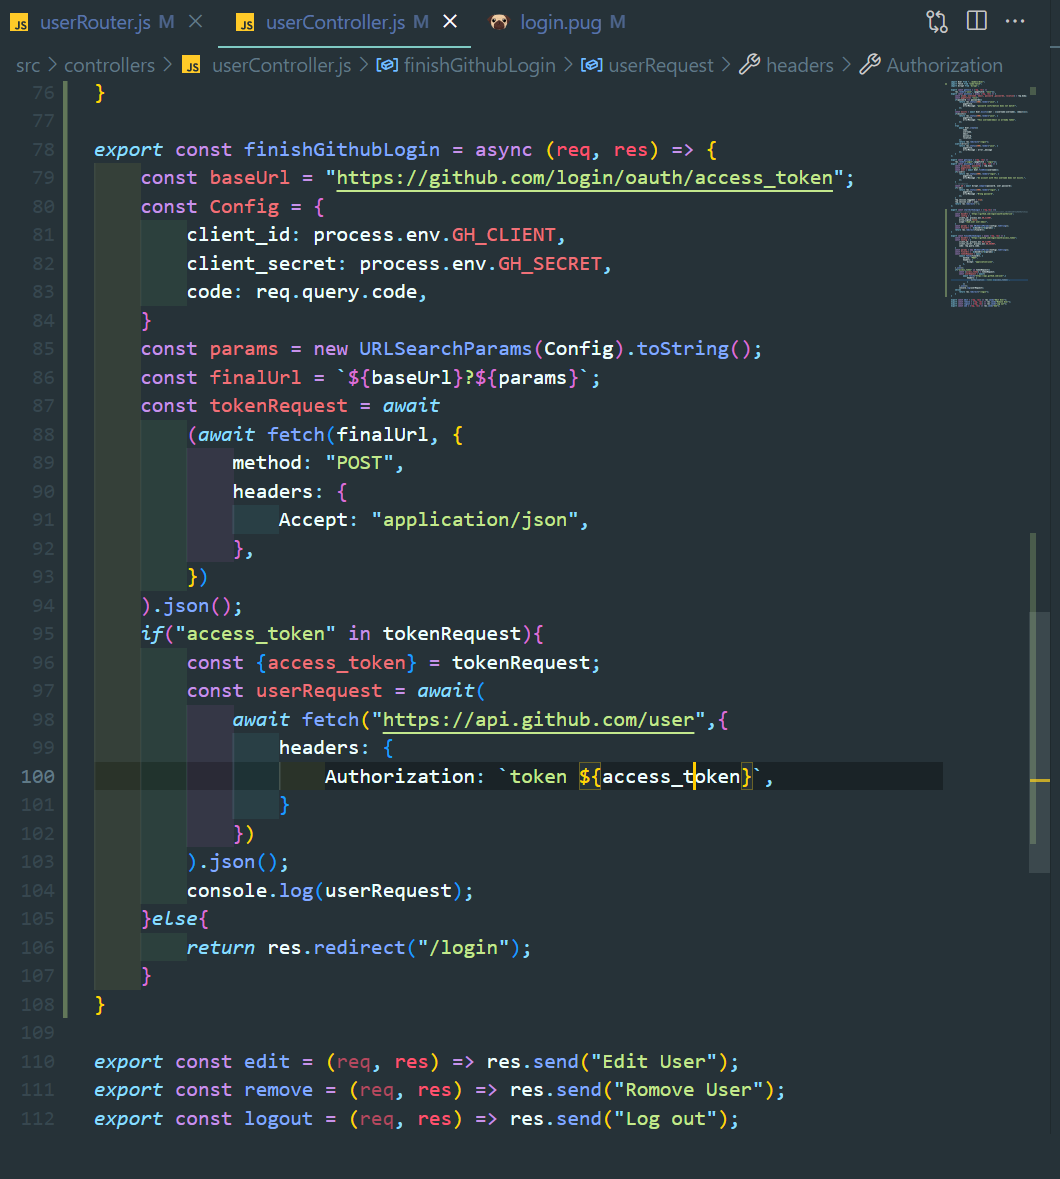 JS userRouter.js M JS userController.js M login.pug M
src > controllers > JS userController.js > finishGithubLogin > userRequest > headers > Authorization
76 }
77
78 export const finishGithubLogin = async (req, res) => {
79 const baseUrl = "https://github.com/login/oauth/access_token";
80 const Config = {
81 client_id: process.env.GH_CLIENT,
82 client_secret: process.env.GH_SECRET,
83 code: req.query.code,
84 }
85 const params = new URLSearchParams(Config).toString();
86 const finalUrl = `${baseUrl}?${params}`;
87 const tokenRequest = await
88 (await fetch(finalUrl, {
89 method: "POST",
90 headers: {
91 Accept: "application/json",
92 },
93 })
94 ).json();
95 if("access_token" in tokenRequest){
96 const {access_token} = tokenRequest;
97 const userRequest = await(
98 await fetch("https://api.github.com/user",{
99 headers: {
100 Authorization: `token ${access_token}`,
101 }
102 })
103 ).json();
104 console.log(userRequest);
105 }else{
106 return res.redirect("/login");
107 }
108 }
109
110 export const edit = (req, res) => res.send("Edit User");
111 export const remove = (req, res) => res.send("Romove User");
112 export const logout = (req, res) => res.send("Log out");